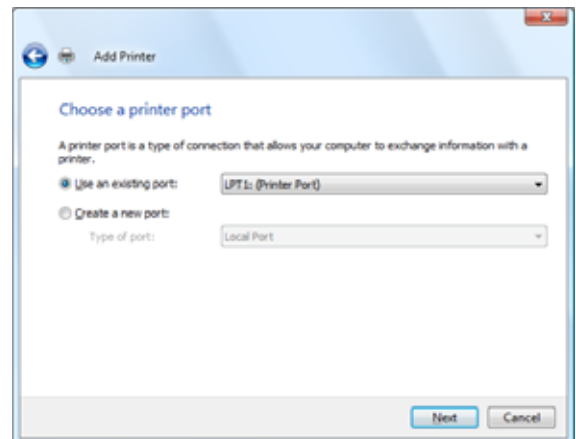 Add Printer
Choose a printer port
A printer port is a type of connection that allows your computer to exchange information with a
printer.
Use an existing port: LPT1: (Printer Port)
Create a new port:
Type of port: Local Port
Next Cancel